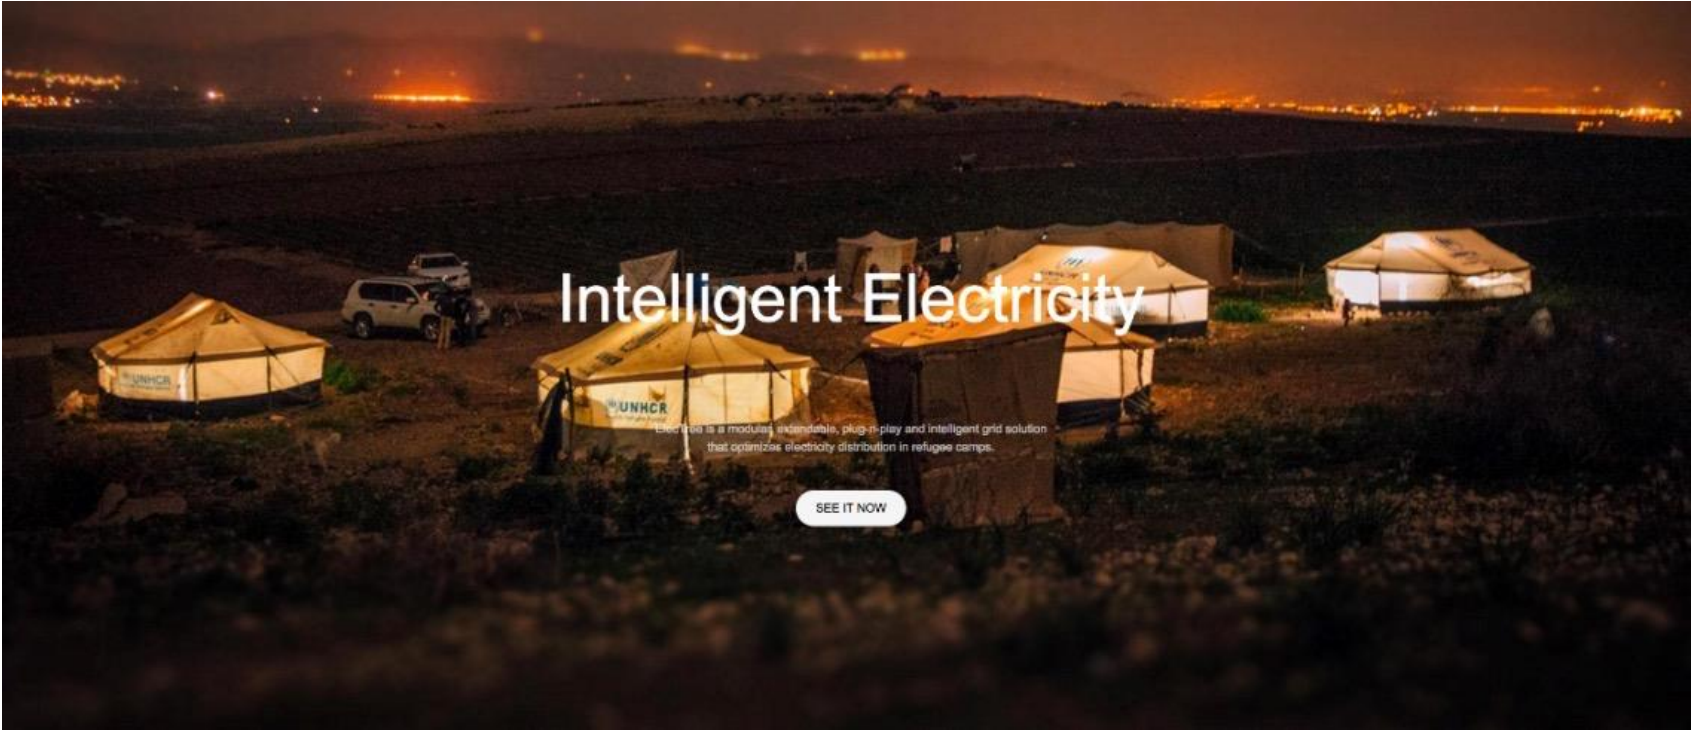 Intelligent Electricity
UNHCR
UNHCR
is a modular, extendable, plug-n-play and intelligent grid solution
that optimizes electricity distribution in refugee camps.
SEE IT NOW